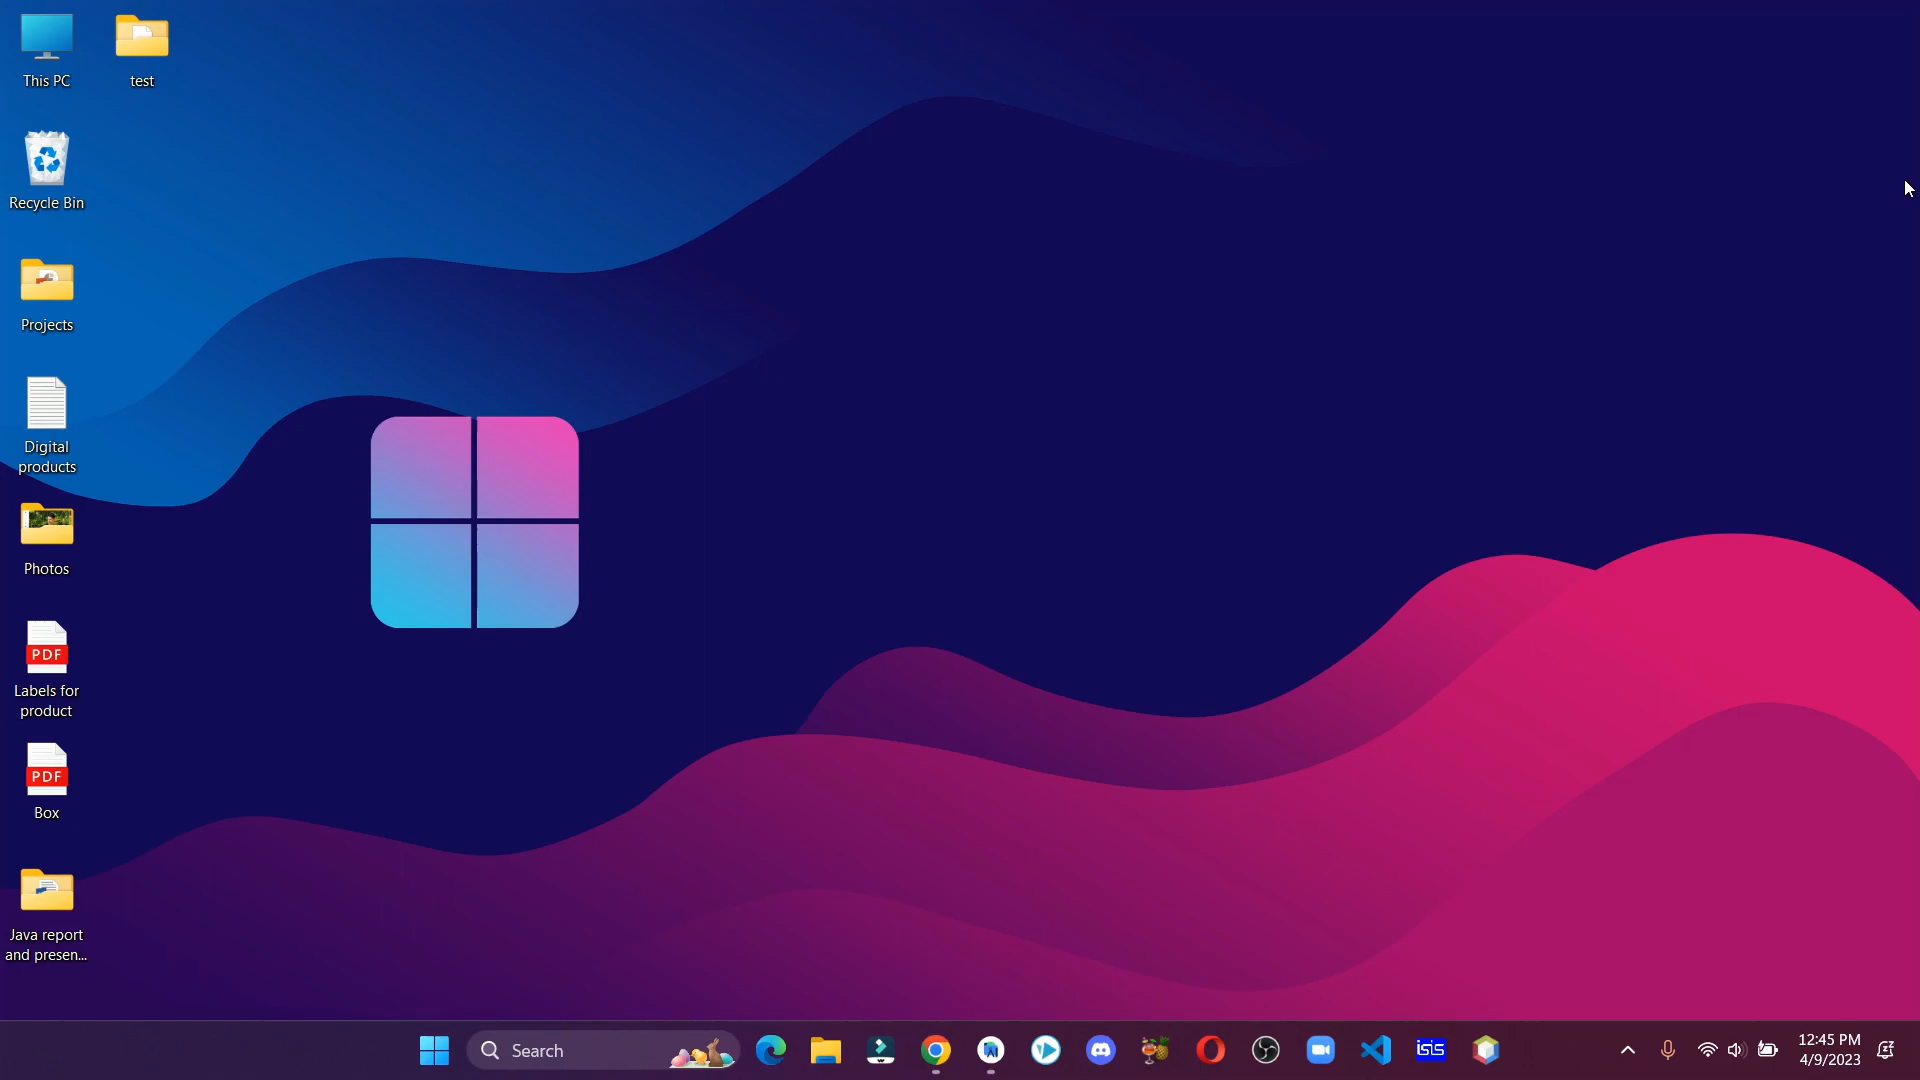 This PC
test
Recycle Bin
Projects
Digital
products
Photos
PDF
Labels for
product
PDF
Box
Java report
and presen...
Search
isis
12:45 PM
4/9/2023